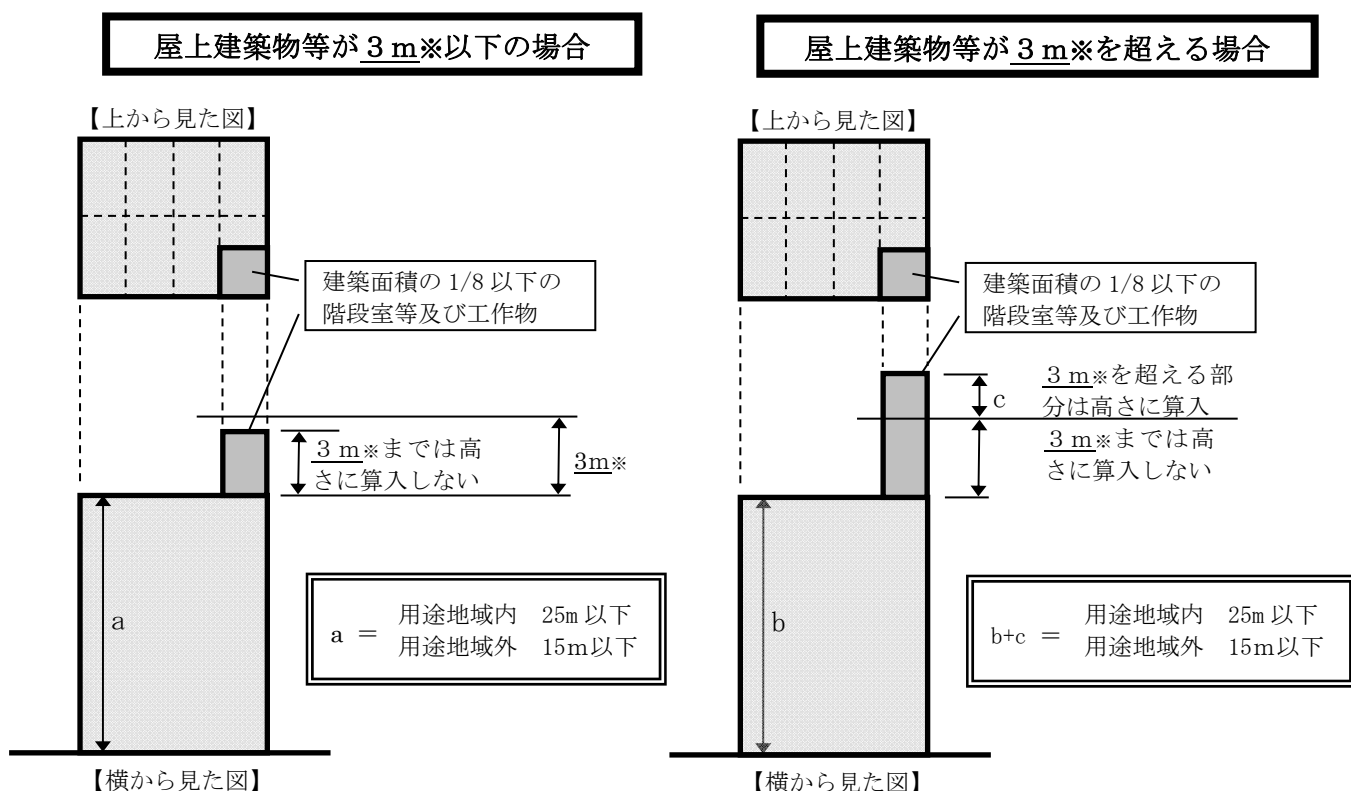 屋上建築物等が３ｍ※以下の場合
【上から見た図】
建築面積の 1/8 以下の
階段室等及び工作物
３ｍ※までは高
さに算入しない
3m※
a
a ＝
用途地域内　25m 以下
用途地域外　15m以下
【横から見た図】
屋上建築物等が３ｍ※を超える場合
【上から見た図】
建築面積の 1/8 以下の
階段室等及び工作物
c
３ｍ※を超える部
分は高さに算入
３ｍ※までは高
さに算入しない
b
b+c ＝
用途地域内　25m 以下
用途地域外　15m以下
【横から見た図】